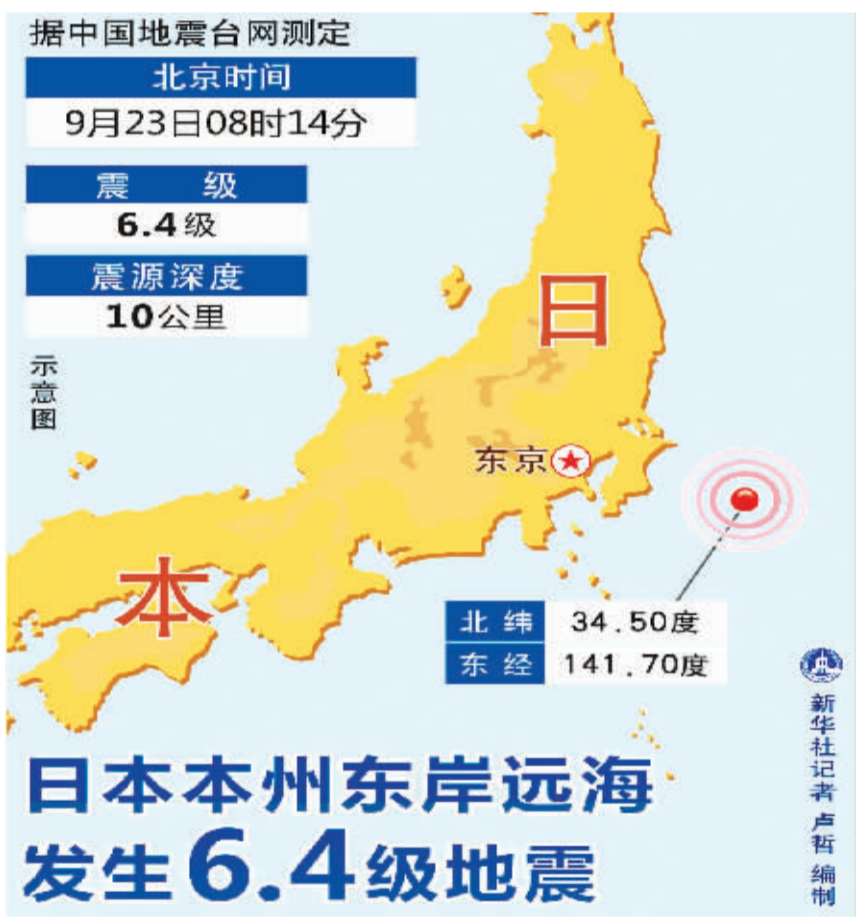 据中国地震台网测定
北京时间
9月23日08时14分
震 级
6.4级
震源深度
10公里
示意图
日
东京
本
北纬 34.50度
东经 141.70度
新华社记者 卢哲 编制
日本本州东岸远海
发生6.4级地震